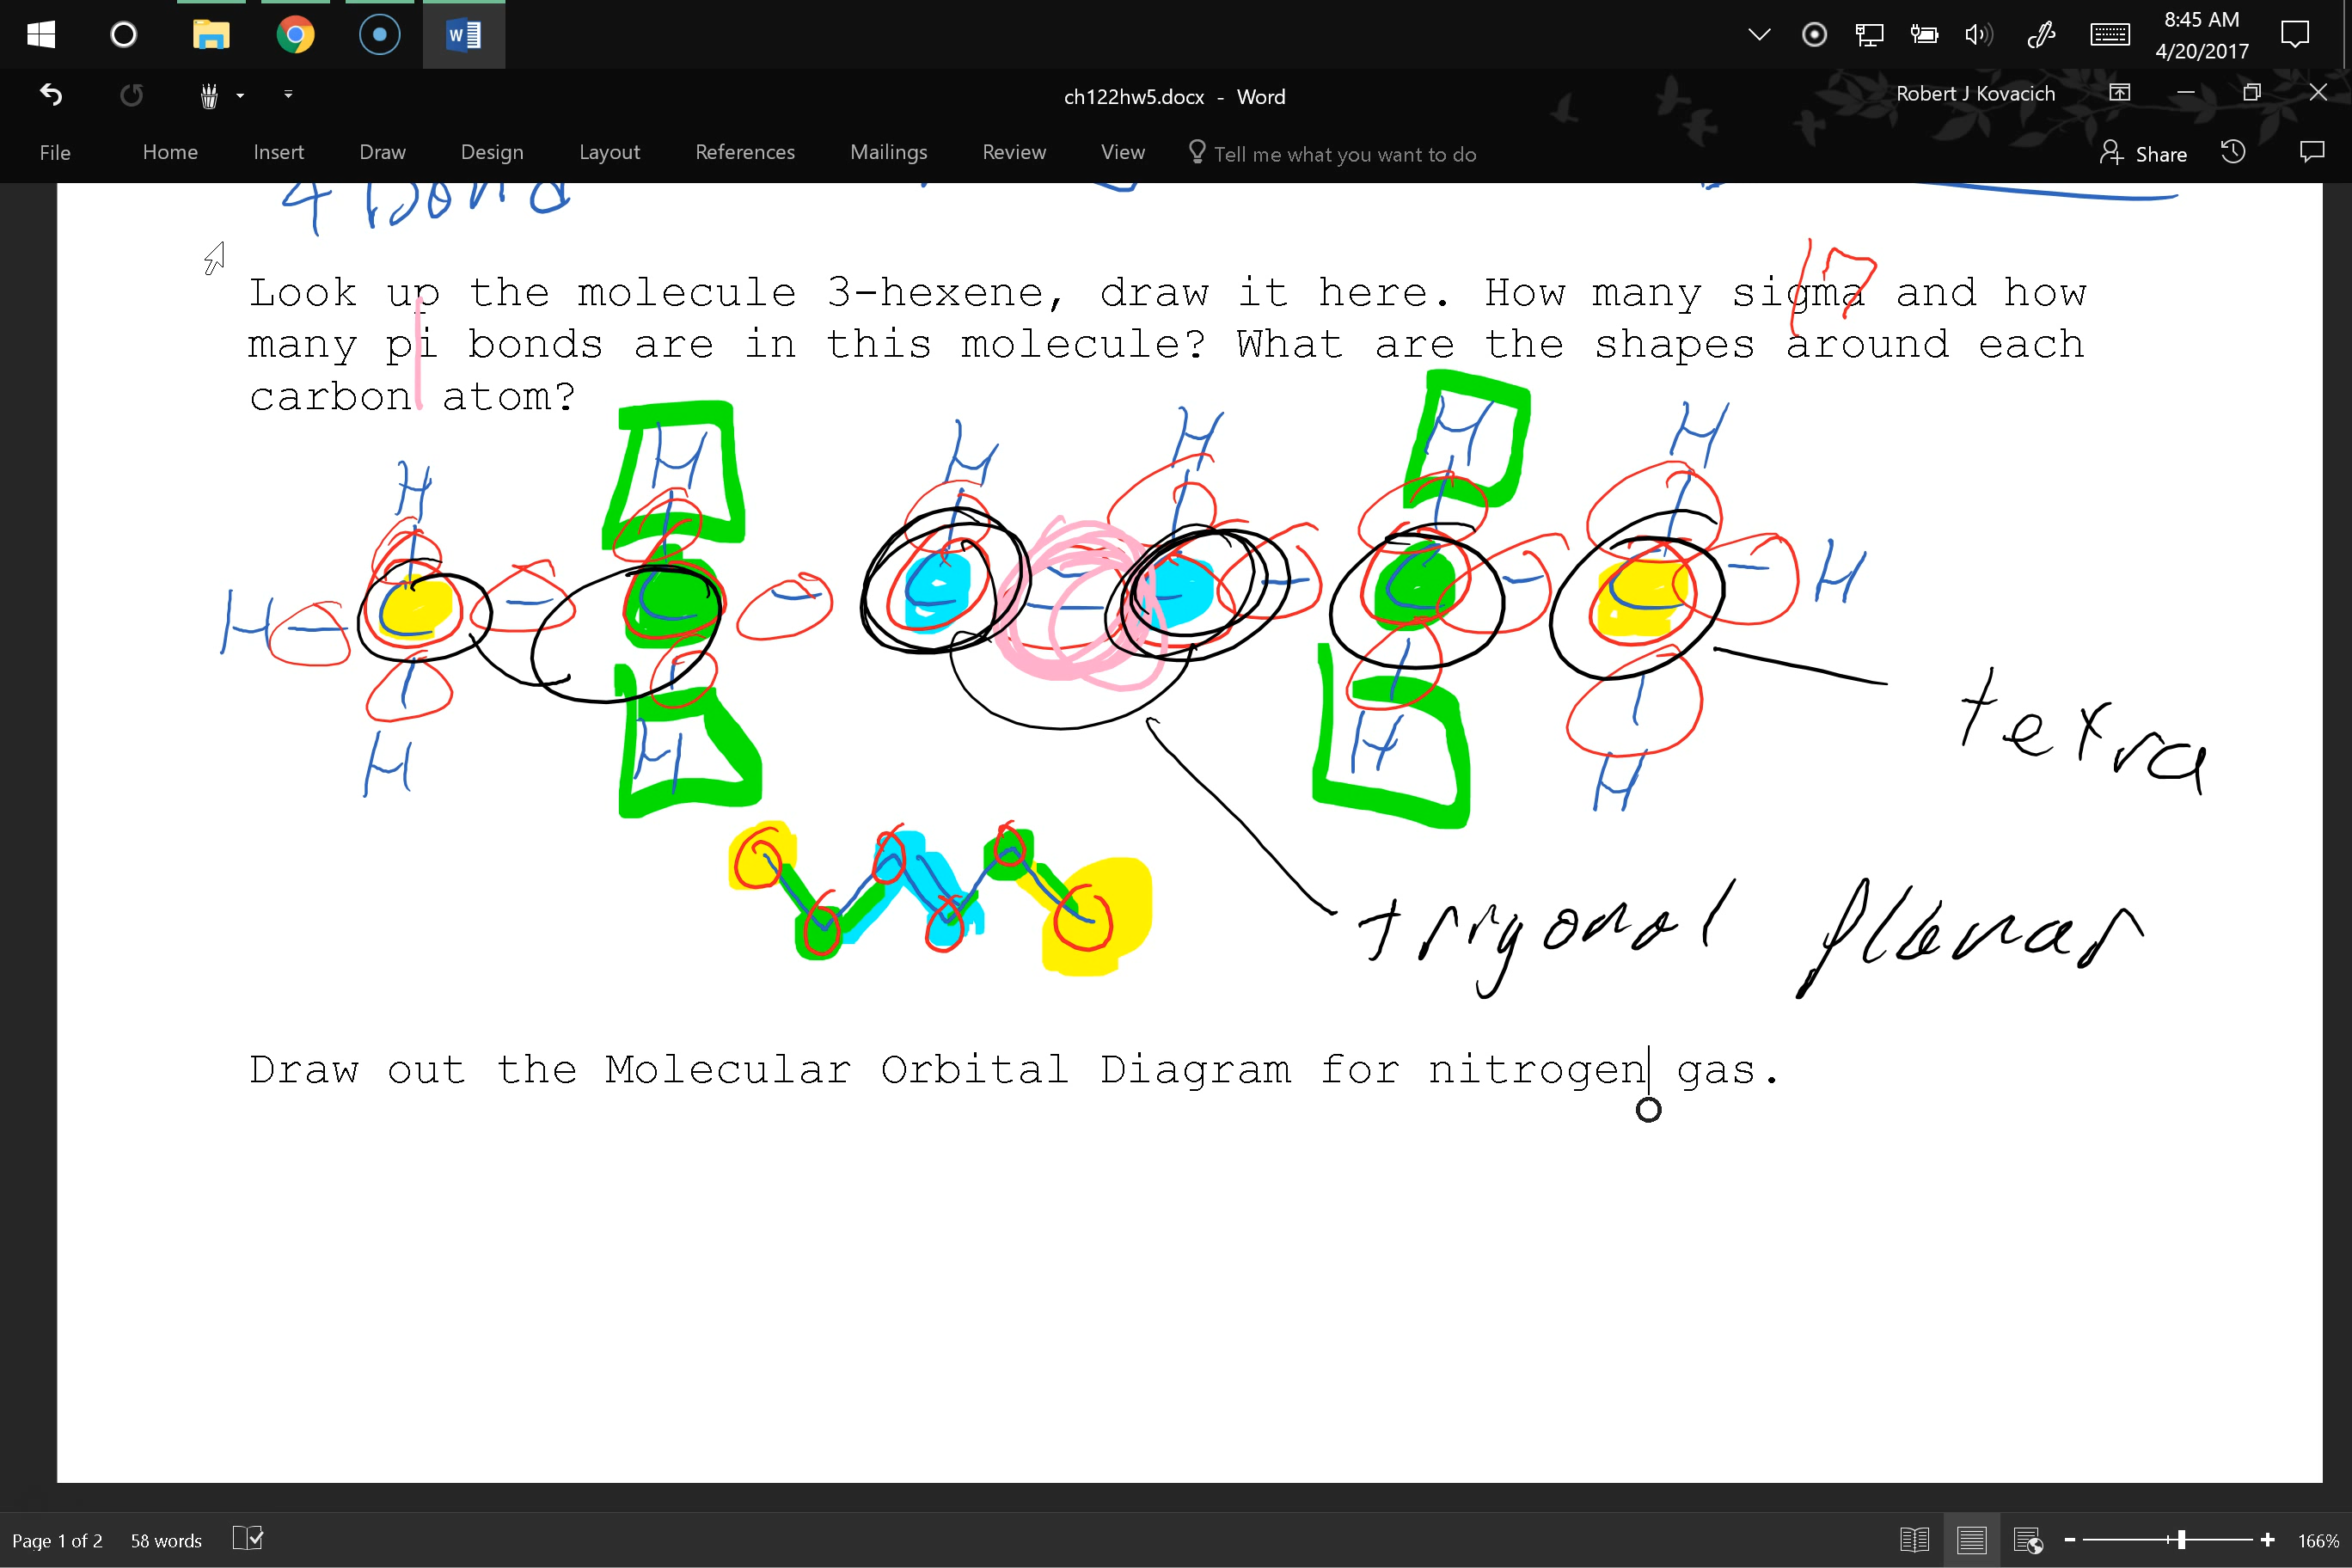 8:45 AM
4/20/2017
ch122hw5.docx - Word
Robert J Kovacich
File Home Insert Draw Design Layout References Mailings Review View Tell me what you want to do Share
4 bond
17
Look up the molecule 3-hexene, draw it here. How many sigma and how
many pi bonds are in this molecule? What are the shapes around each
carbon atom?
1
H H H H H H
H C C C C C C H
H H H H
tetra
trygonal planar
Draw out the Molecular Orbital Diagram for nitrogen gas.
Page 1 of 2 58 words
166%